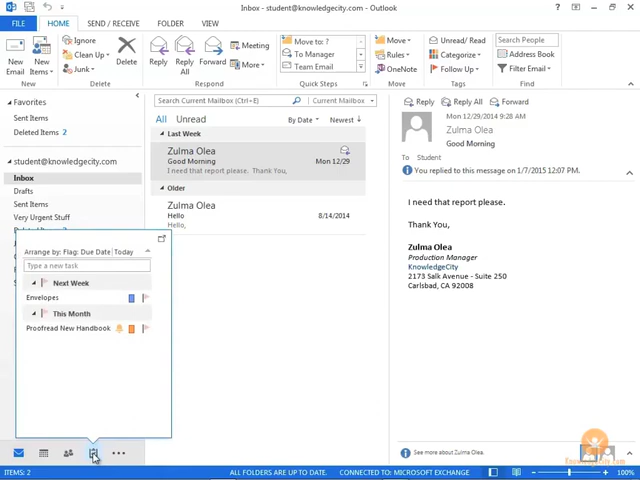 Inbox - student@knowledgecity.com - Outlook
FILE HOME SEND / RECEIVE FOLDER VIEW
New Email
New Items
Ignore
Clean Up
Junk
Delete
Reply
Reply All
Forward
Meeting
More
Respond
Move to: ?
To Manager
Team Email
Quick Steps
Move
Rules
OneNote
Move
Unread/ Read
Categorize
Follow Up
Tags
Search People
Address Book
Filter Email
Find
New
Delete
Favorites
Sent Items
Deleted Items 2
student@knowledgecity.com
Inbox
Drafts
Sent Items
Very Urgent Stuff
Arrange by: Flag: Due Date Today
Type a new task
Next Week
Envelopes
This Month
Proofread New Handbook
Search Current Mailbox (Ctrl+E) Current Mailbox
All Unread By Date Newest
Last Week
Zulma Olea
Good Morning Mon 12/29
I need that report please. Thank You,
Older
Zulma Olea
Hello 8/14/2014
Hello,
Reply Reply All Forward
Mon 12/29/2014 9:28 AM
Zulma Olea
Good Morning
To Student
You replied to this message on 1/7/2015 12:07 PM.
I need that report please.
Thank You,
Zulma Olea
Production Manager
KnowledgeCity
2173 Salk Avenue - Suite 250
Carlsbad, CA 92008
See more about Zulma Olea.
KnowledgeCity.com
ITEMS: 2 ALL FOLDERS ARE UP TO DATE. CONNECTED TO: MICROSOFT EXCHANGE 100%